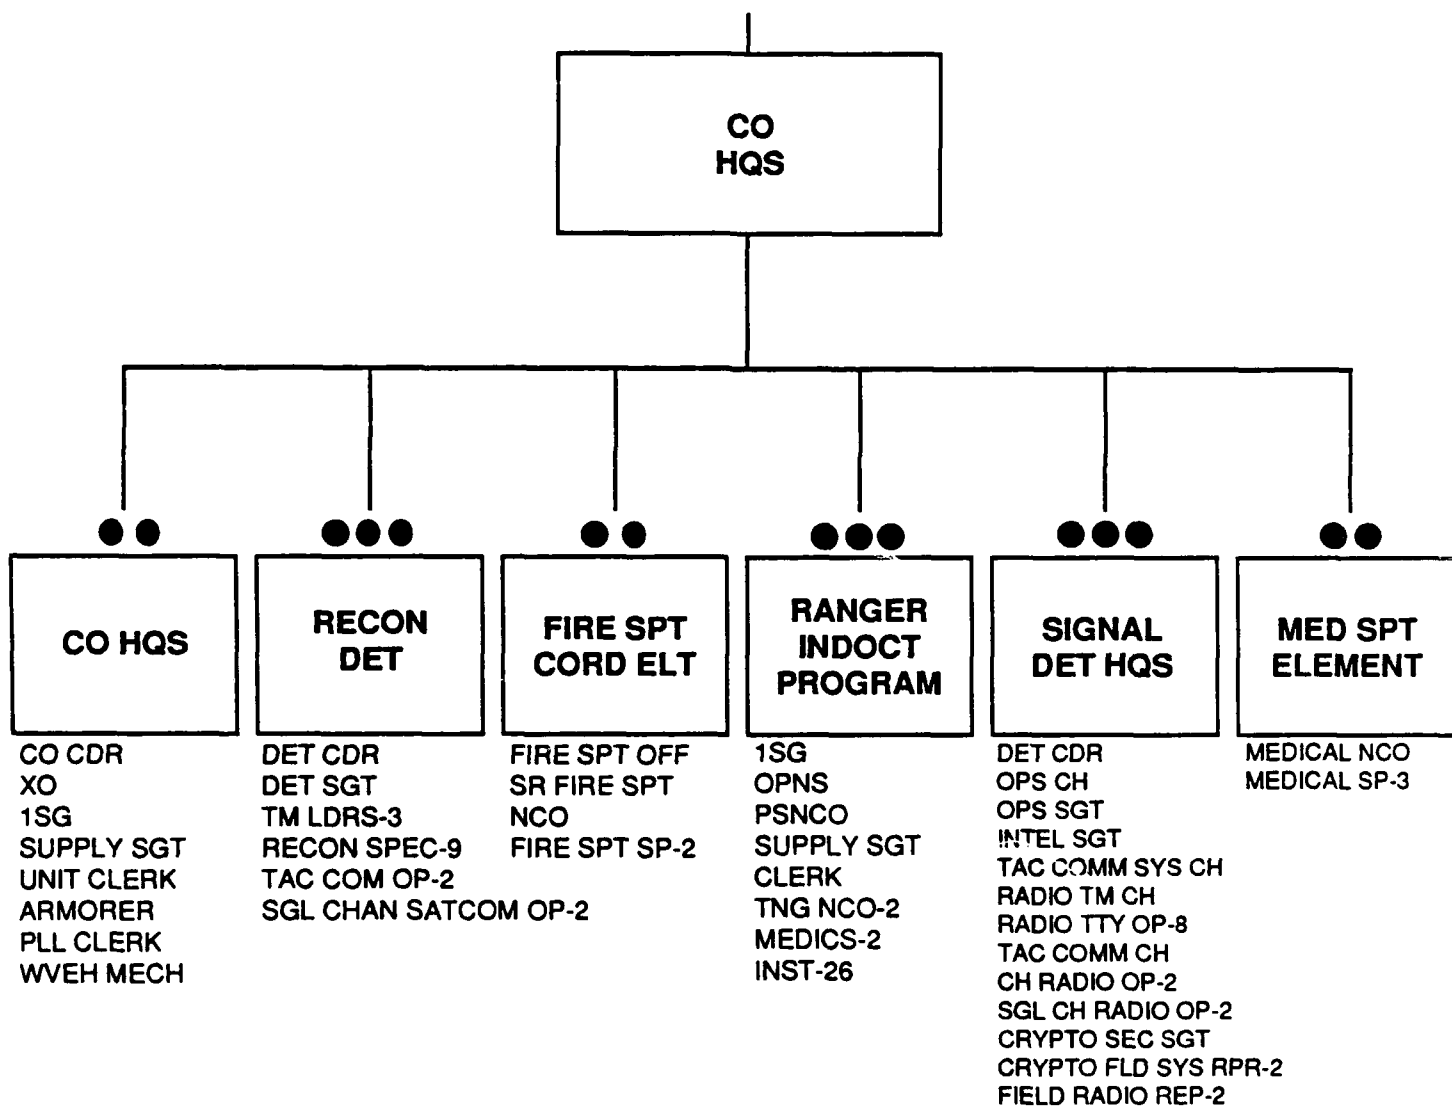 CO
HQS
CO HQS
CO CDR
XO
1SG
SUPPLY SGT
UNIT CLERK
ARMORER
PLL CLERK
WVEH MECH
RECON
DET
DET CDR
DET SGT
TM LDRS-3
RECON SPEC-9
TAC COM OP-2
SGL CHAN SATCOM OP-2
FIRE SPT
CORD ELT
FIRE SPT OFF
SR FIRE SPT
NCO
FIRE SPT SP-2
RANGER
INDOCT
PROGRAM
1SG
OPNS
PSNCO
SUPPLY SGT
CLERK
TNG NCO-2
MEDICS-2
INST-26
SIGNAL
DET HQS
DET CDR
OPS CH
OPS SGT
INTEL SGT
TAC COMM SYS CH
RADIO TM CH
RADIO TTY OP-8
TAC COMM CH
CH RADIO OP-2
SGL CH RADIO OP-2
CRYPTO SEC SGT
CRYPTO FLD SYS RPR-2
FIELD RADIO REP-2
MED SPT
ELEMENT
MEDICAL NCO
MEDICAL SP-3